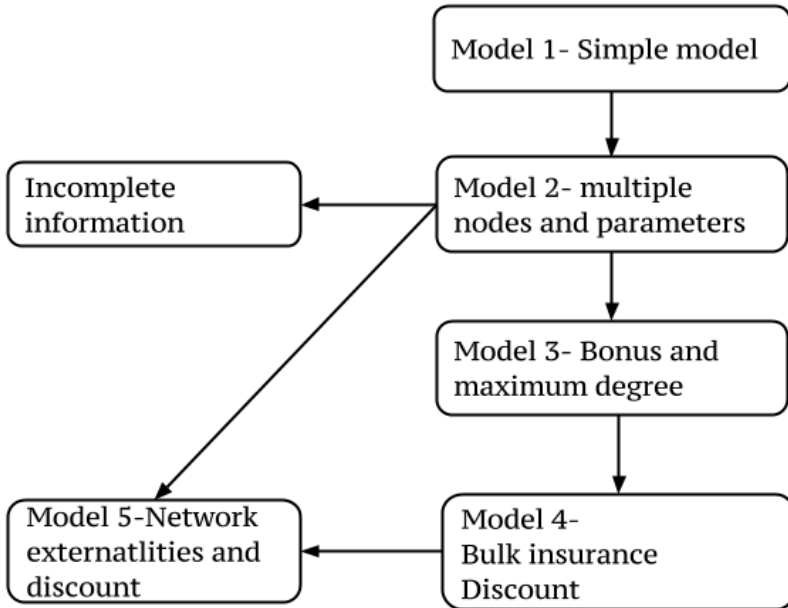 Model 1- Simple model
Incomplete
information
Model 2- multiple
nodes and parameters
Model 3- Bonus and
maximum degree
Model 5-Network
externatlities and
discount
Model 4-
Bulk insurance
Discount